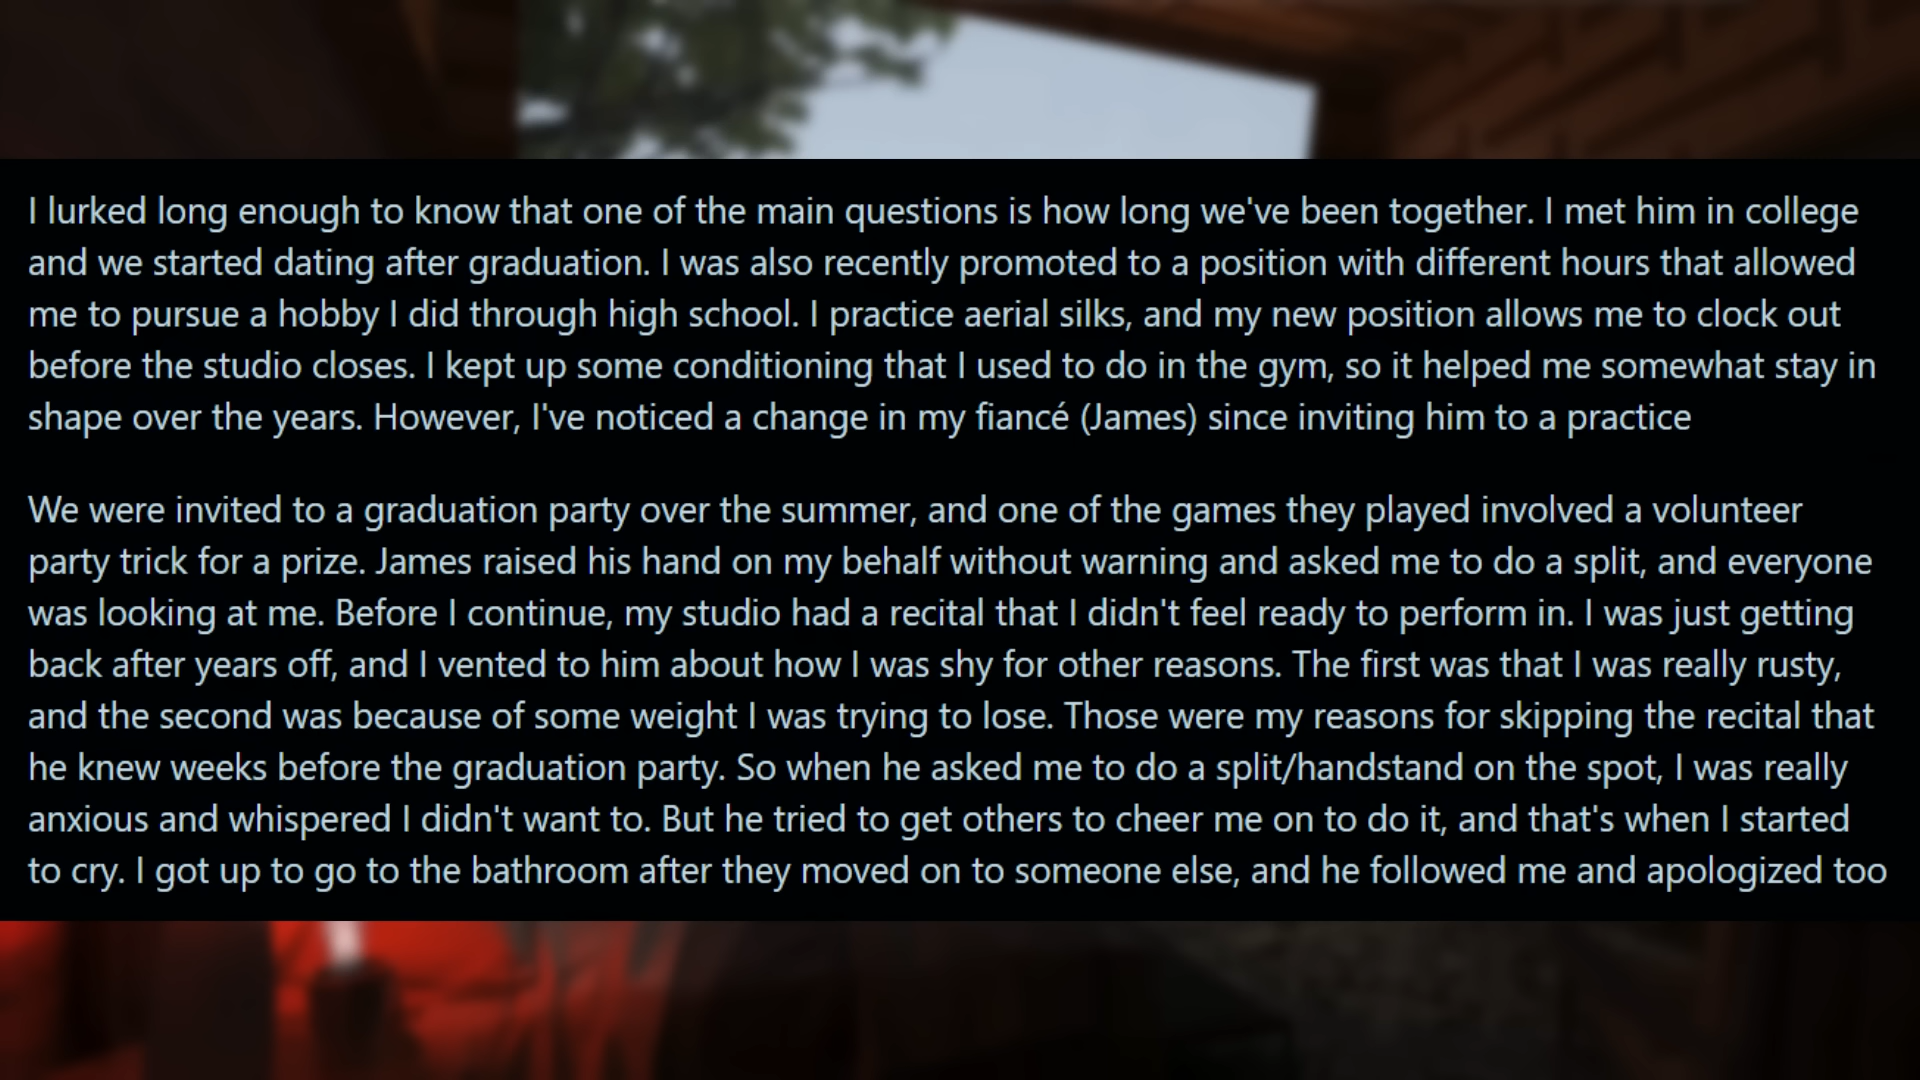 I lurked long enough to know that one of the main questions is how long we've been together. I met him in college
and we started dating after graduation. I was also recently promoted to a position with different hours that allowed
me to pursue a hobby I did through high school. I practice aerial silks, and my new position allows me to clock out
before the studio closes. I kept up some conditioning that I used to do in the gym, so it helped me somewhat stay in
shape over the years. However, I've noticed a change in my fiancé (James) since inviting him to a practice
We were invited to a graduation party over the summer, and one of the games they played involved a volunteer
party trick for a prize. James raised his hand on my behalf without warning and asked me to do a split, and everyone
was looking at me. Before I continue, my studio had a recital that I didn't feel ready to perform in. I was just getting
back after years off, and I vented to him about how I was shy for other reasons. The first was that I was really rusty,
and the second was because of some weight I was trying to lose. Those were my reasons for skipping the recital that
he knew weeks before the graduation party. So when he asked me to do a split/handstand on the spot, I was really
anxious and whispered I didn't want to. But he tried to get others to cheer me on to do it, and that's when I started
to cry. I got up to go to the bathroom after they moved on to someone else, and he followed me and apologized too